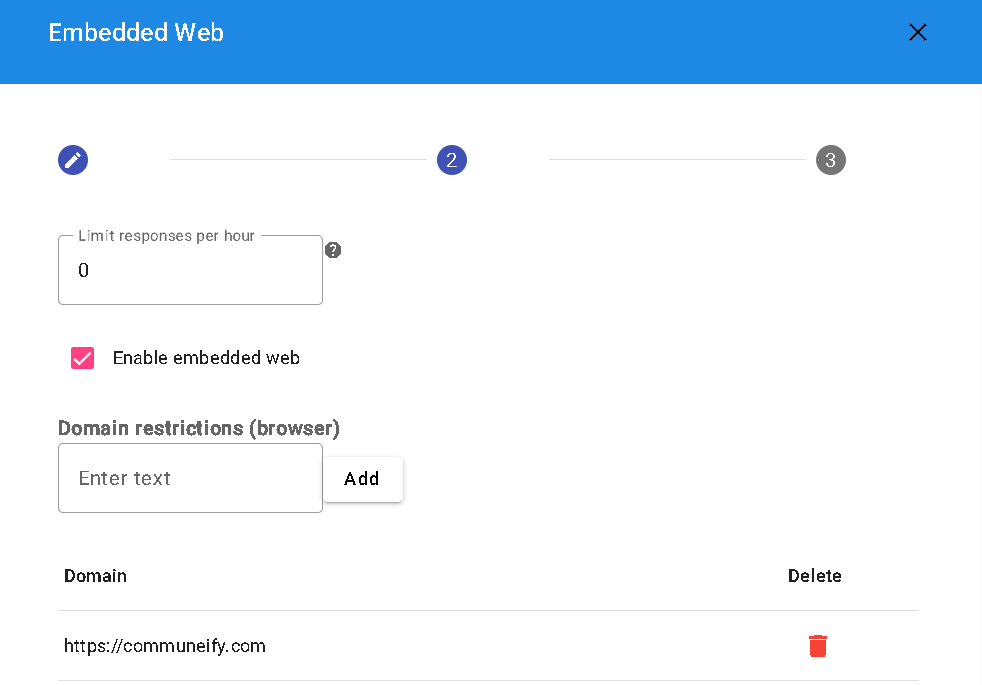 Embedded Web
2
3
Limit responses per hour
?
0
Enable embedded web
Domain restrictions (browser)
Enter text
Add
Domain Delete
https://communeify.com